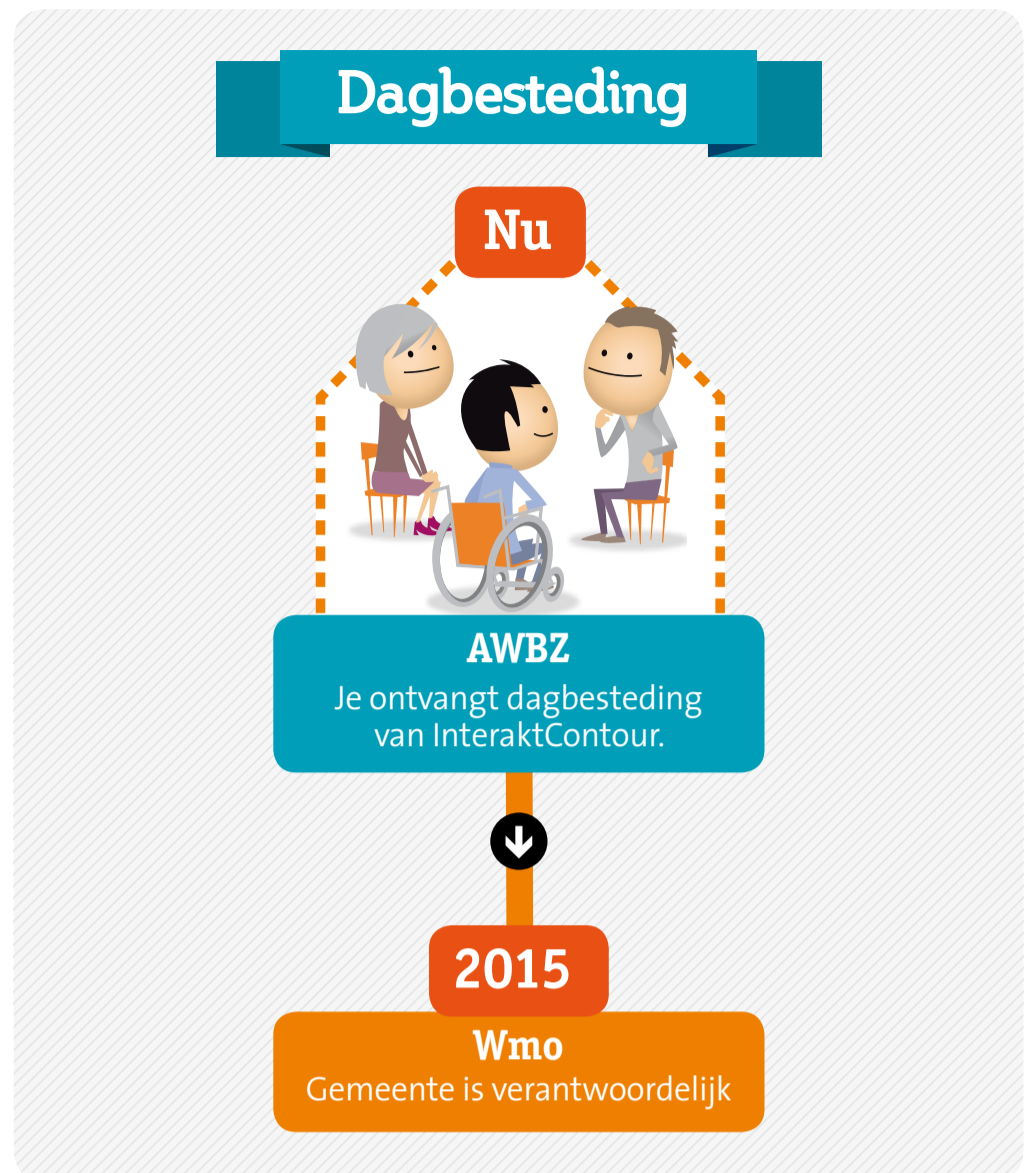 Dagbesteding
Nu
AWBZ
Je ontvangt dagbesteding
van InteraktContour.
2015
Wmo
Gemeente is verantwoordelijk